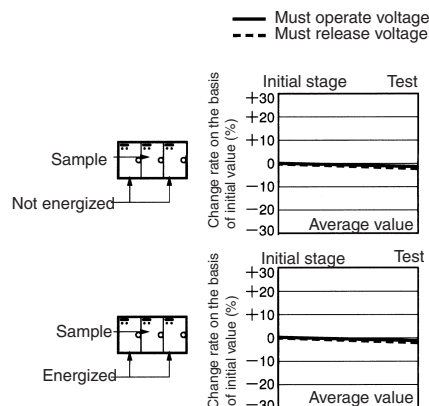 Must operate voltage
Must release voltage
Initial stage Test
Change rate on the basis
of initial value (%)
+30
+20
+10
0
−10
−20
−30
Average value
Sample
Not energized
Initial stage Test
Change rate on the basis
of initial value (%)
+30
+20
+10
0
−10
−20
−30
Average value
Sample
Energized